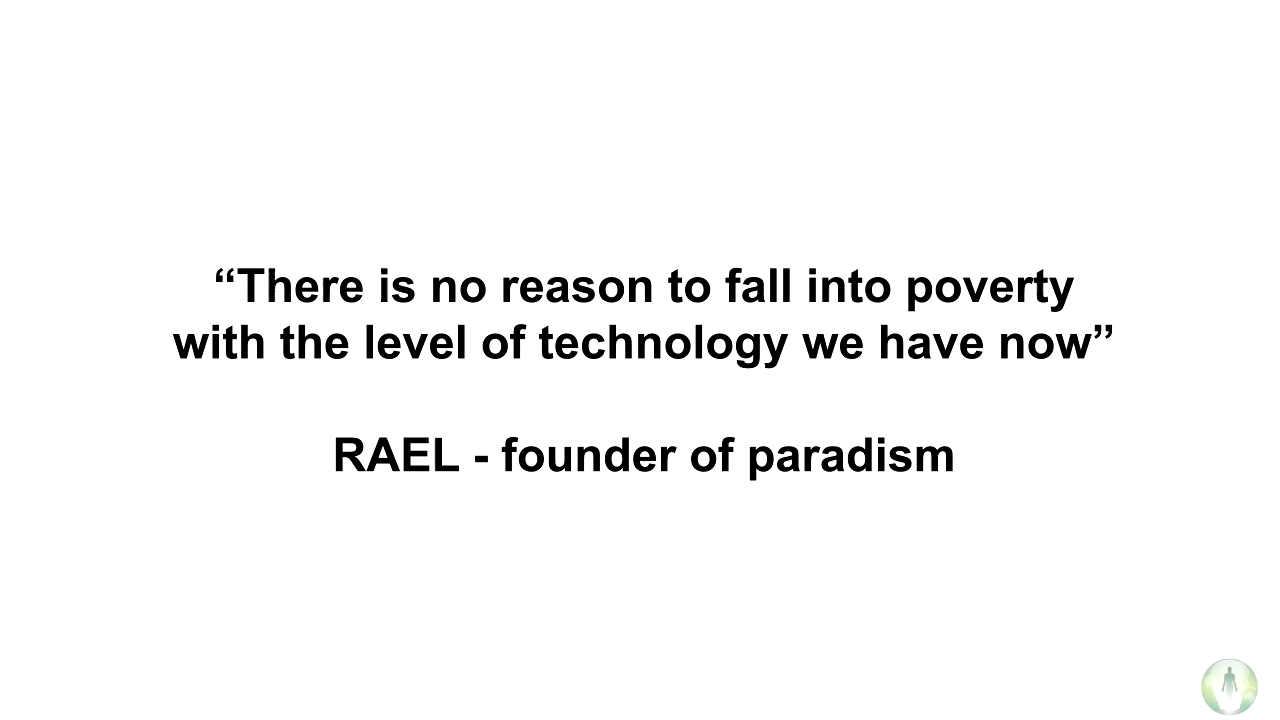 “There is no reason to fall into poverty
with the level of technology we have now”
RAEL - founder of paradism